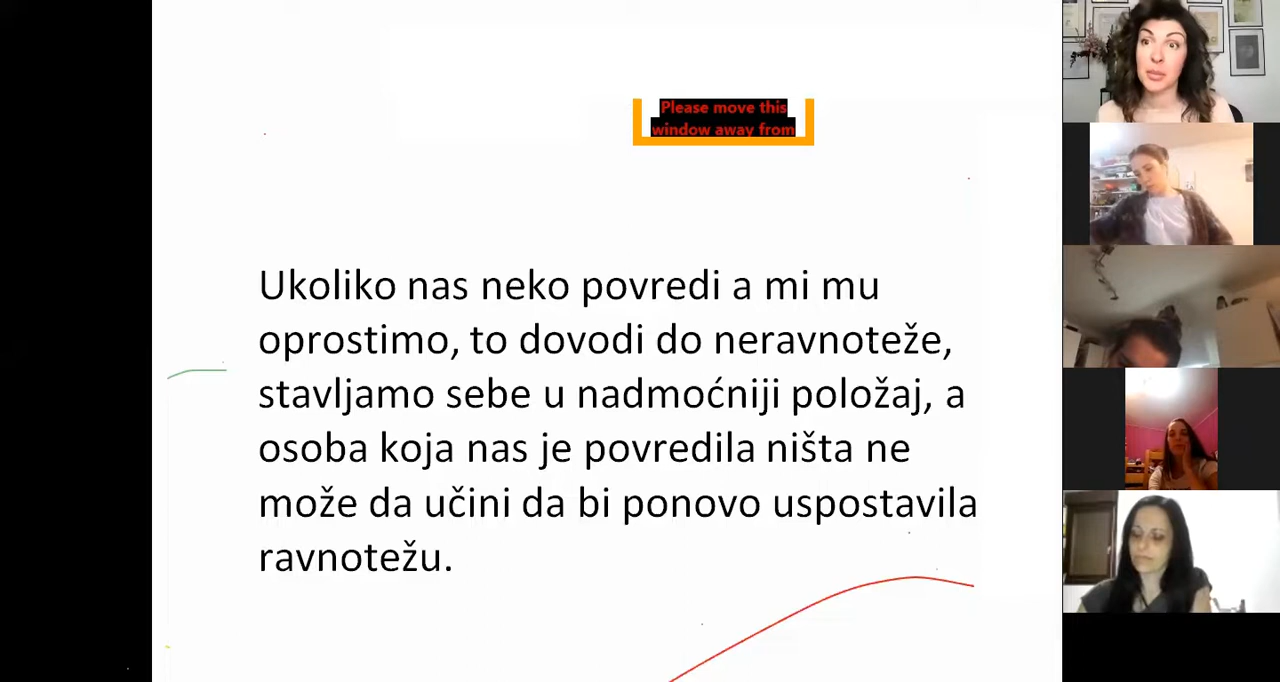 Please move this
window away from
Ukoliko nas neko povredi a mi mu
oprostimo, to dovodi do neravnoteže,
stavljamo sebe u nadmoćniji položaj, a
osoba koja nas je povredila ništa ne
može da učini da bi ponovo uspostavila
ravnotežu.